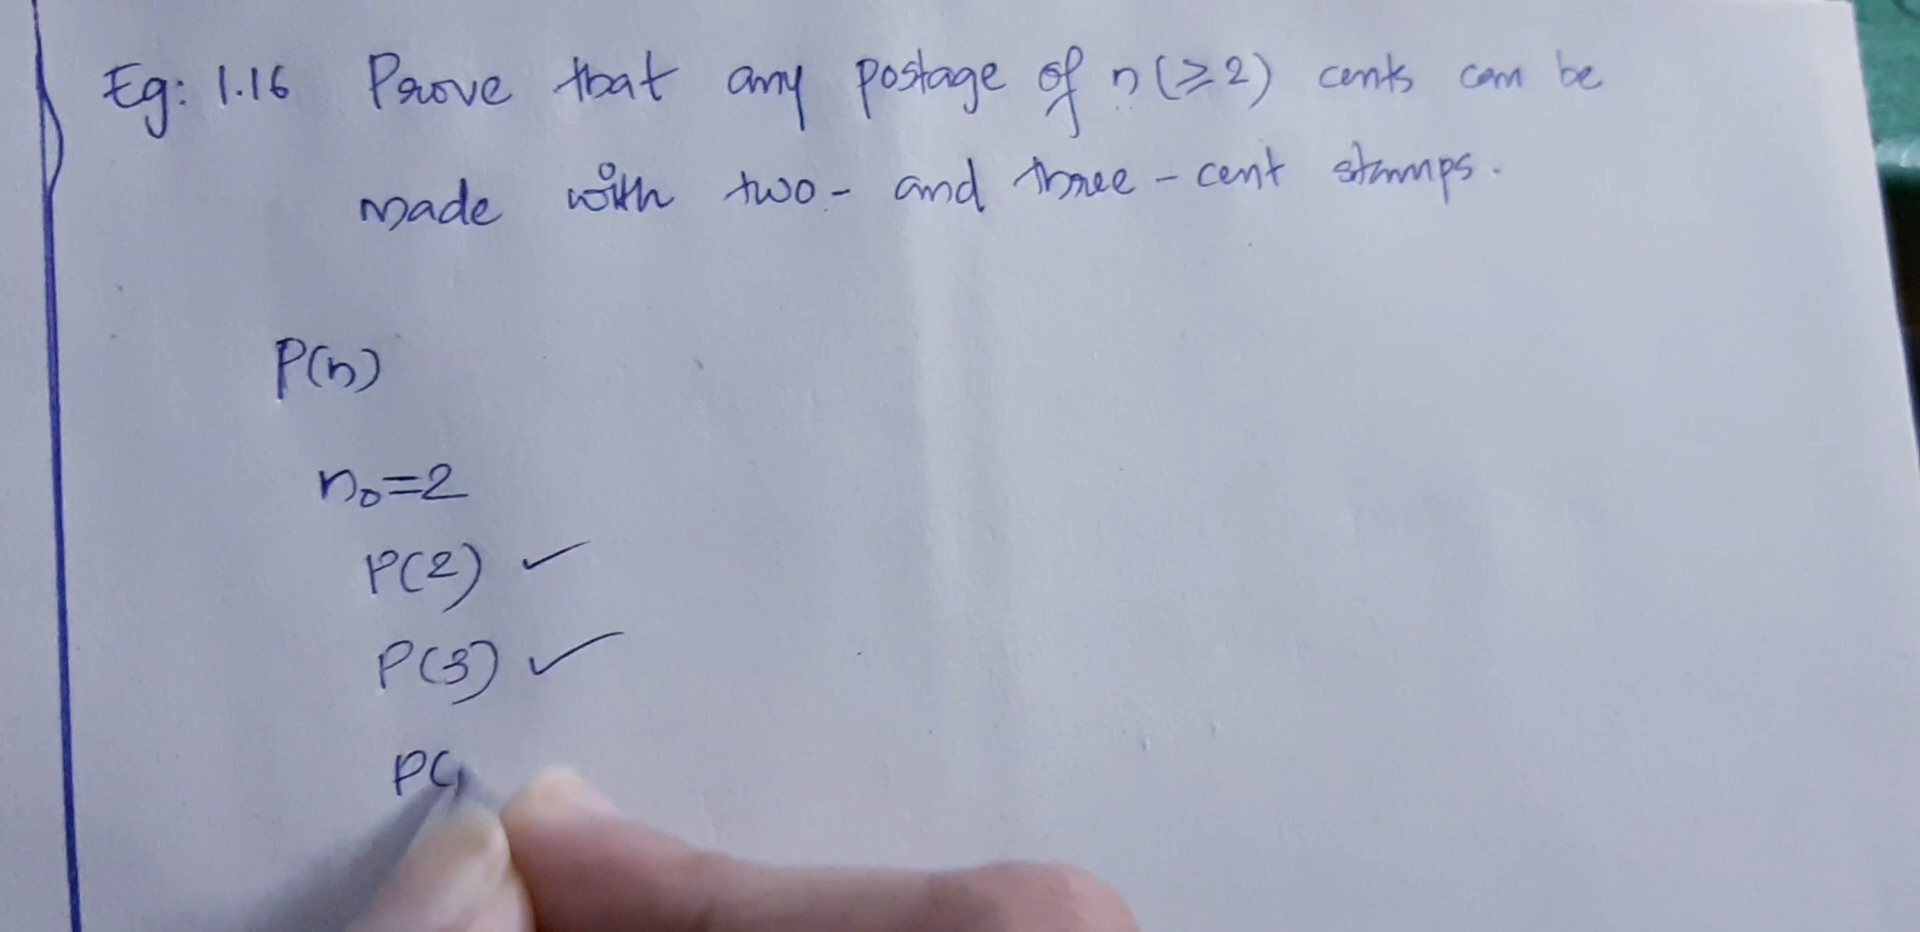 Eg: 1.16 Prove that any postage of n (≥2) cents can be
made with two- and three-cent stamps.
P(n)
n₀=2
P(2) ✓
P(3) ✓
P(